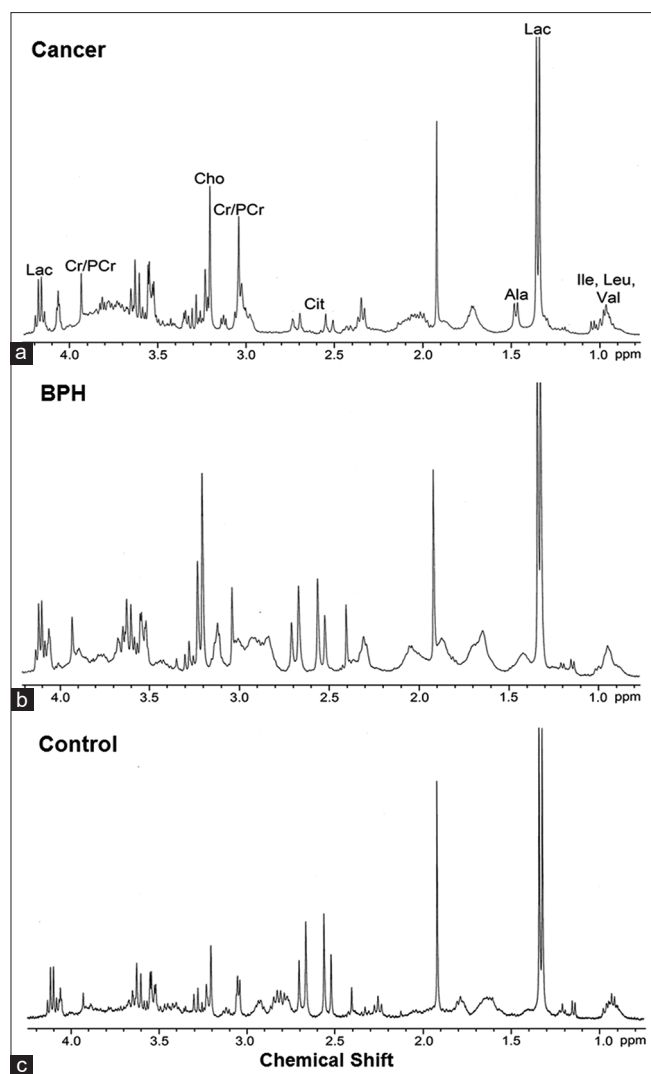 Cancer
Lac
Cho
Cr/PCr
Lac
Cr/PCr
Cit
Ala
Ile, Leu,
Val
a
4.0 3.5 3.0 2.5 2.0 1.5 1.0 ppm
BPH
b
4.0 3.5 3.0 2.5 2.0 1.5 1.0 ppm
Control
c
4.0 3.5 3.0 2.5 2.0 1.5 1.0 ppm
Chemical Shift